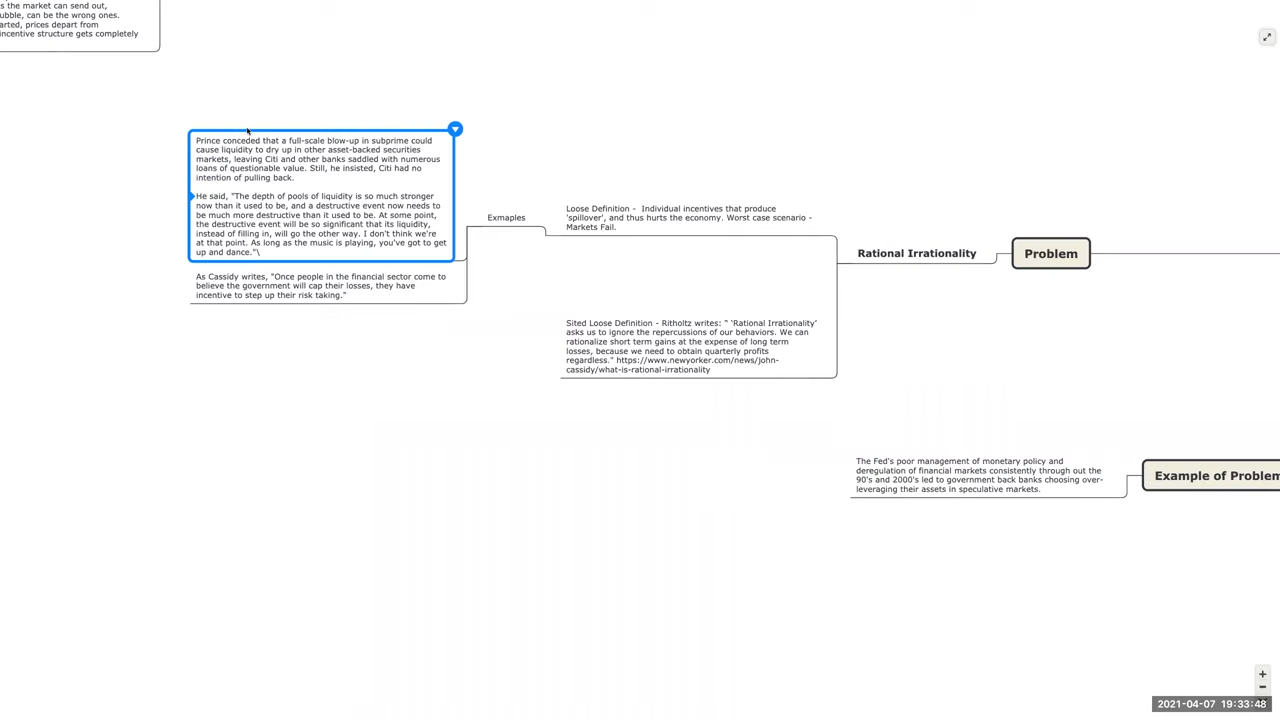 s the market can send out,
ubble, can be the wrong ones.
arted, prices depart from
incentive structure gets completely
Prince conceded that a full-scale blow-up in subprime could
cause liquidity to dry up in other asset-backed securities
markets, leaving Citi and other banks saddled with numerous
loans of questionable value. Still, he insisted, Citi had no
intention of pulling back.
He said, "The depth of pools of liquidity is so much stronger
now than it used to be, and a destructive event now needs to
be much more destructive than it used to be. At some point,
the destructive event will be so significant that its liquidity,
instead of filling in, will go the other way. I don't think we're
at that point. As long as the music is playing, you've got to get
up and dance."\
As Cassidy writes, "Once people in the financial sector come to
believe the government will cap their losses, they have
incentive to step up their risk taking."
Exmaples
Loose Definition - Individual incentives that produce
'spillover', and thus hurts the economy. Worst case scenario -
Markets Fail.
Sited Loose Definition - Ritholtz writes: “ ‘Rational Irrationality’
asks us to ignore the repercussions of our behaviors. We can
rationalize short term gains at the expense of long term
losses, because we need to obtain quarterly profits
regardless." https://www.newyorker.com/news/john-
cassidy/what-is-rational-irrationality
Rational Irrationality
Problem
The Fed's poor management of monetary policy and
deregulation of financial markets consistently through out the
90's and 2000's led to government back banks choosing over-
leveraging their assets in speculative markets.
Example of Problem
2021-04-07 19:33:48